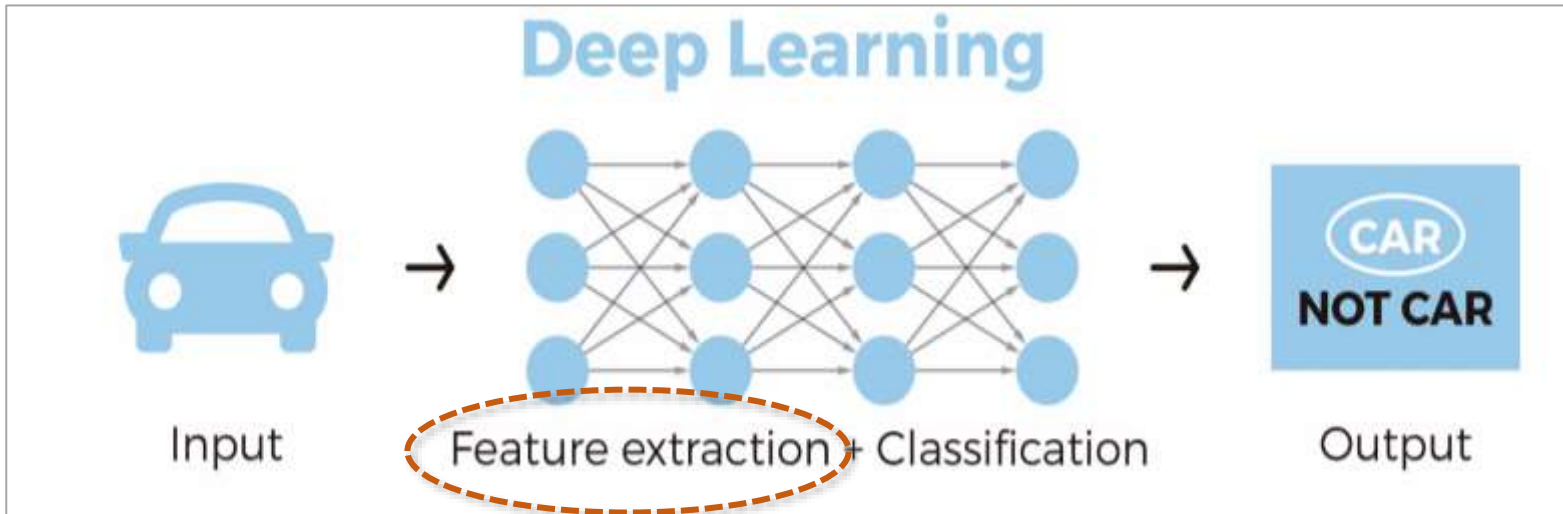 Deep Learning
CAR
NOT CAR
Input
Feature extraction + Classification
Output